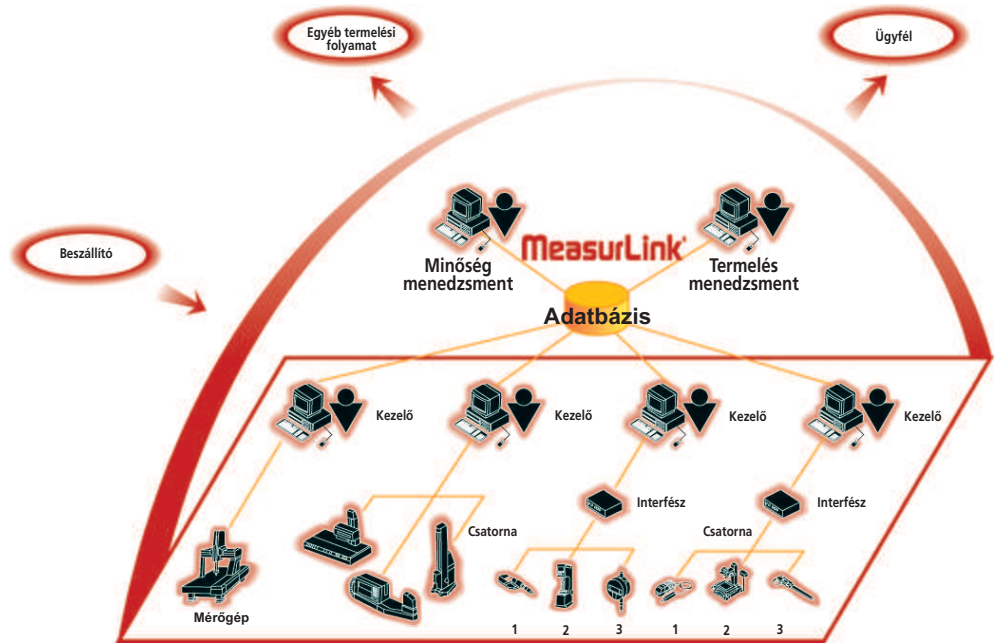 Egyéb termelési
folyamat
Ügyfél
Beszállító
MeasurLink®
Minőség
menedzsment
Termelés
menedzsment
Adatbázis
Kezelő
Kezelő
Kezelő
Kezelő
Interfész
Interfész
Csatorna
Csatorna
Mérőgép
1
2
3
1
2
3